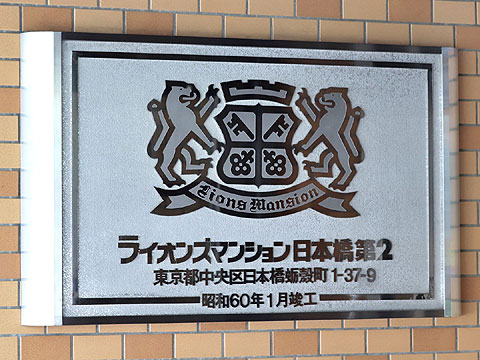 Lions Mansion
ライオンズマンション日本橋第2
東京都中央区日本橋蛎殻町1-37-9
昭和60年1月竣工